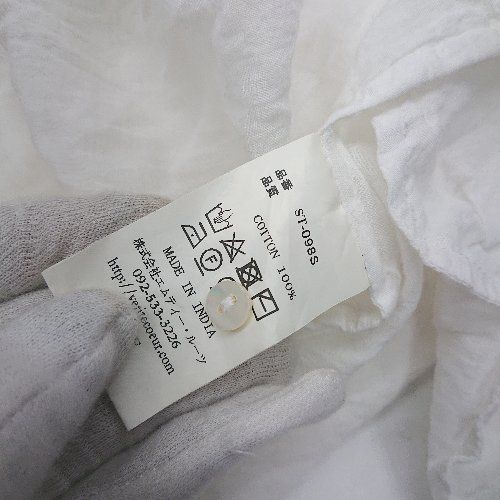 品番 ST-098S
品質 COTTON 100%
MADE IN INDIA
株式会社エムティー・ルーツ
092-533-3226